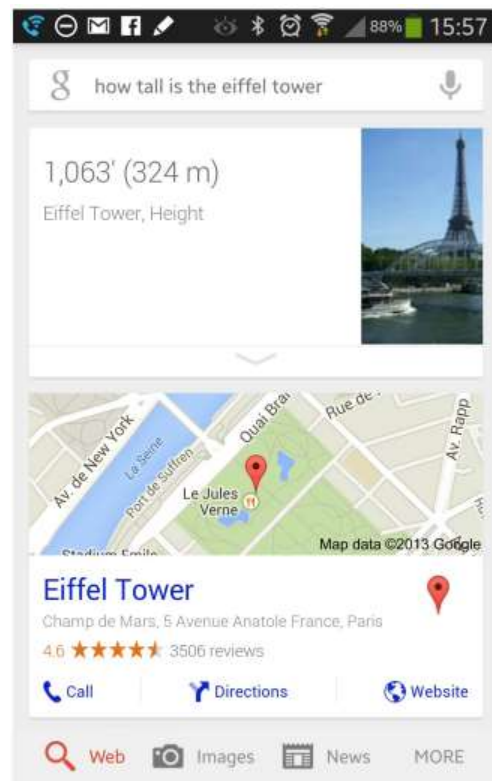 88% 15:57
g how tall is the eiffel tower
1,063' (324 m)
Eiffel Tower, Height
Av. de New York
La Seine
Port de Suffren
Quai Bra
Rue de
Av. Rapp
Le Jules
Verne
Map data ©2013 Google
Eiffel Tower
Champ de Mars, 5 Avenue Anatole France, Paris
4.6 3506 reviews
Call Directions Website
Web Images News MORE